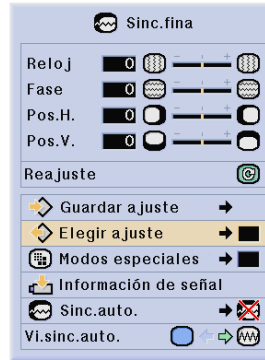 Sinc.fina
Reloj 0
Fase 0
Pos.H. 0
Pos.V. 0
Reajuste
Guardar ajuste
Elegir ajuste
Modos especiales
Información de señal
Sinc.auto.
Vi.sinc.auto.